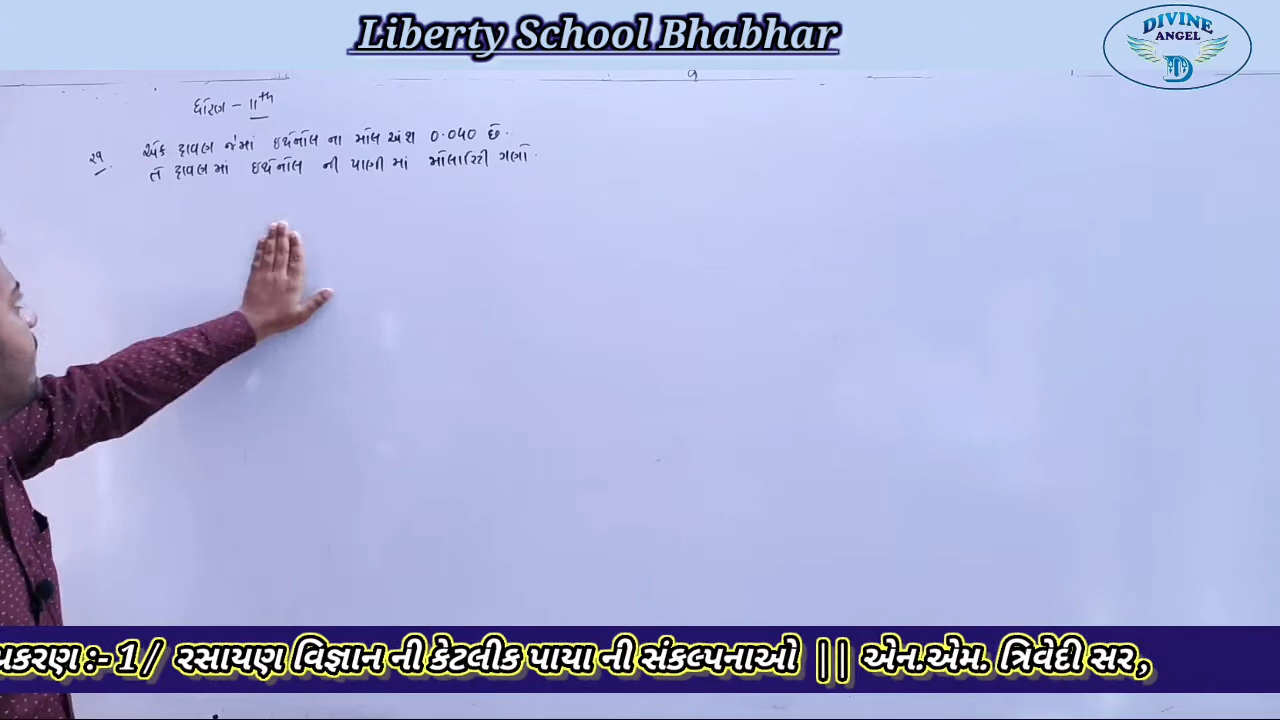 Liberty School Bhabhar
DIVINE
ANGEL
D
ધોરણ - 11th
૨૧. એક દ્રાવણ જેમાં ઇથેનોલ ના મોલ અંશ 0.040 છે.
તે દ્રાવણ માં ઇથેનોલ ની પાણી માં મોલારિટી ગણો.
પ્રકરણ :- 1 / રસાયણ વિજ્ઞાન ની કેટલીક પાયા ની સંકલ્પનાઓ || એન.એમ. ત્રિવેદી સર,